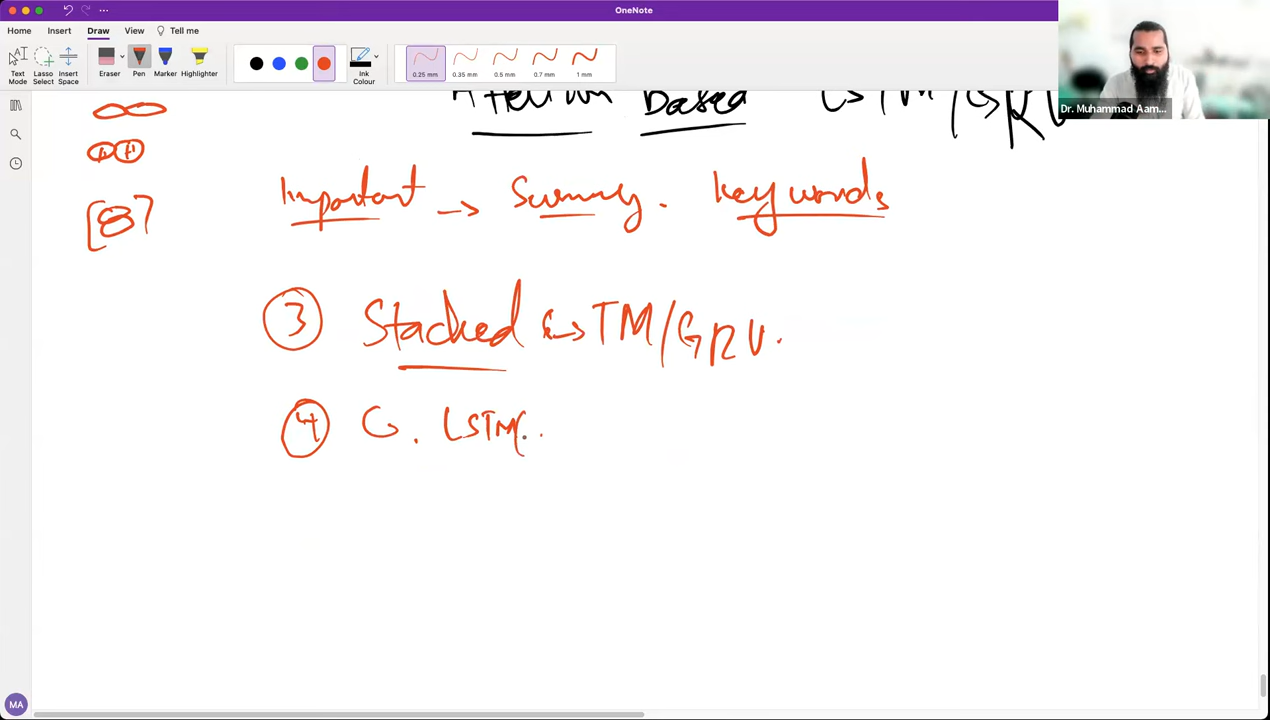 OneNote
Home Insert Draw View Tell me
Text Mode Lasso Select Insert Space Eraser Pen Marker Highlighter Ink Colour 0.25 mm 0.35 mm 0.5 mm 0.7 mm 1 mm
Dr. Muhammad Aam...
based LSTM/GRU
Important → Summary. Keywords
3 Stacked LSTM/GRU.
4 G. LSTM
MA